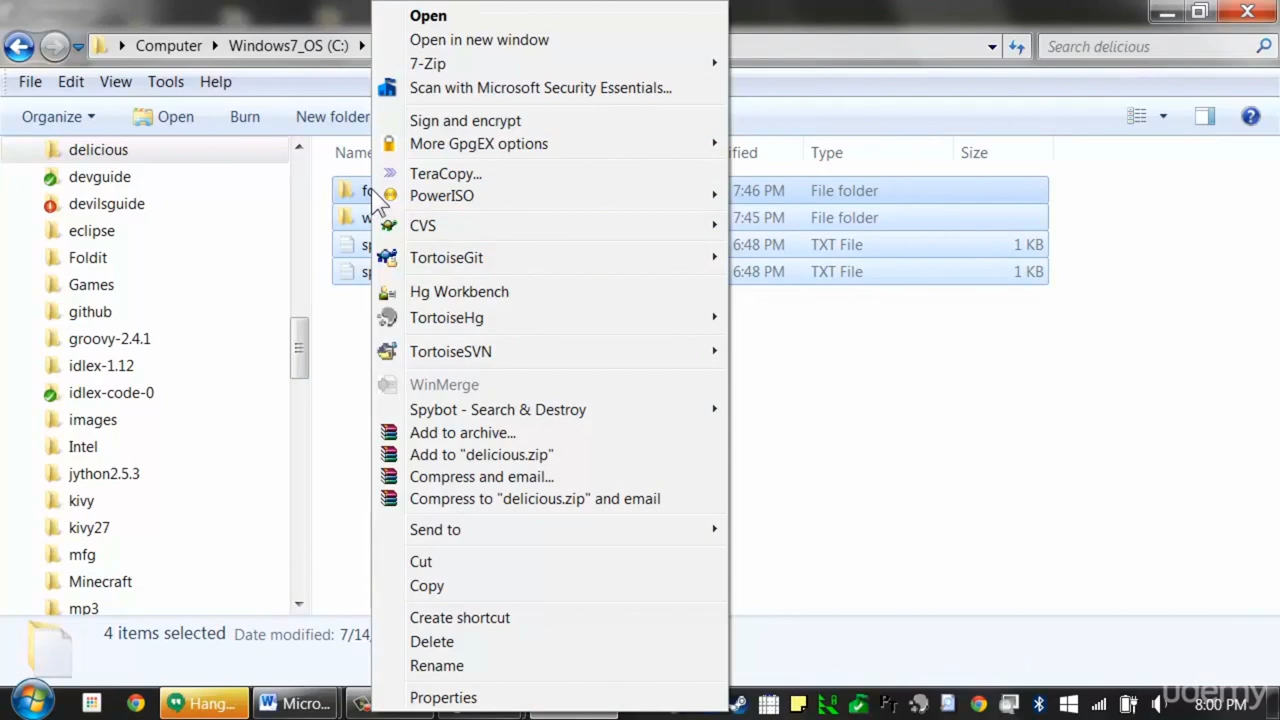 Computer
Windows7_OS (C:)
Search delicious
File
Edit
View
Tools
Help
Organize
Open
Burn
New folder
delicious
devguide
devilsguide
eclipse
Foldit
Games
github
groovy-2.4.1
idlex-1.12
idlex-code-0
images
Intel
jython2.5.3
kivy
kivy27
mfg
Minecraft
mp3
Name
ified
Type
Size
7:46 PM
File folder
7:45 PM
File folder
6:48 PM
TXT File
1 KB
6:48 PM
TXT File
1 KB
Open
Open in new window
7-Zip
Scan with Microsoft Security Essentials...
Sign and encrypt
More GpgEX options
TeraCopy...
PowerISO
CVS
TortoiseGit
Hg Workbench
TortoiseHg
TortoiseSVN
WinMerge
Spybot - Search & Destroy
Add to archive...
Add to "delicious.zip"
Compress and email...
Compress to "delicious.zip" and email
Send to
Cut
Copy
Create shortcut
Delete
Rename
Properties
4 items selected
Date modified: 7/14
Hang...
Micro...
8:00 PM
udemy